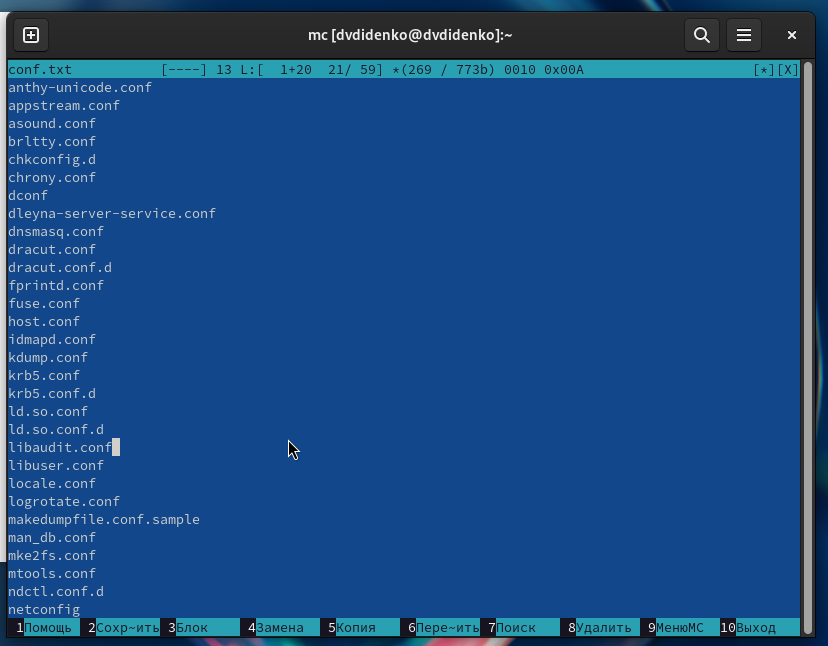 mc [dvdidenko@dvdidenko]:~
conf.txt [----] 13 L:[ 1+20 21/ 59] *(269 / 773b) 0010 0x00A [*][X]
anthy-unicode.conf
appstream.conf
asound.conf
brltty.conf
chkconfig.d
chrony.conf
dconf
dleyna-server-service.conf
dnsmasq.conf
dracut.conf
dracut.conf.d
fprintd.conf
fuse.conf
host.conf
idmapd.conf
kdump.conf
krb5.conf
krb5.conf.d
ld.so.conf
ld.so.conf.d
libaudit.conf
libuser.conf
locale.conf
logrotate.conf
makedumpfile.conf.sample
man_db.conf
mke2fs.conf
mtools.conf
ndctl.conf.d
netconfig
1Помощь 2Сохр~ить 3Блок 4Замена 5Копия 6Пере~ить 7Поиск 8Удалить 9МенюМС 10Выход